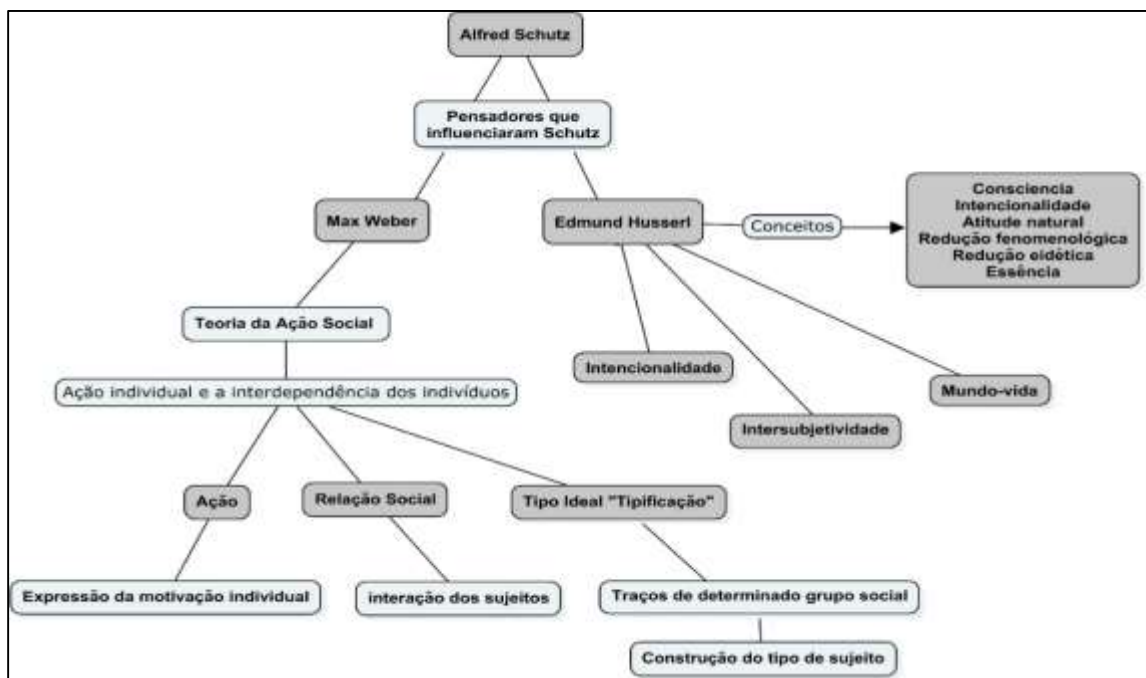 Alfred Schutz
Pensadores que
influenciaram Schutz
Max Weber
Edmund Husserl
Conceitos
Consciencia
Intencionalidade
Atitude natural
Redução fenomenológica
Redução eidética
Essência
Teoria da Ação Social
Ação individual e a interdependência dos indivíduos
Intencionalidade
Intersubjetividade
Mundo-vida
Ação
Relação Social
Tipo Ideal "Tipificação"
Expressão da motivação individual
interação dos sujeitos
Traços de determinado grupo social
Construção do tipo de sujeito